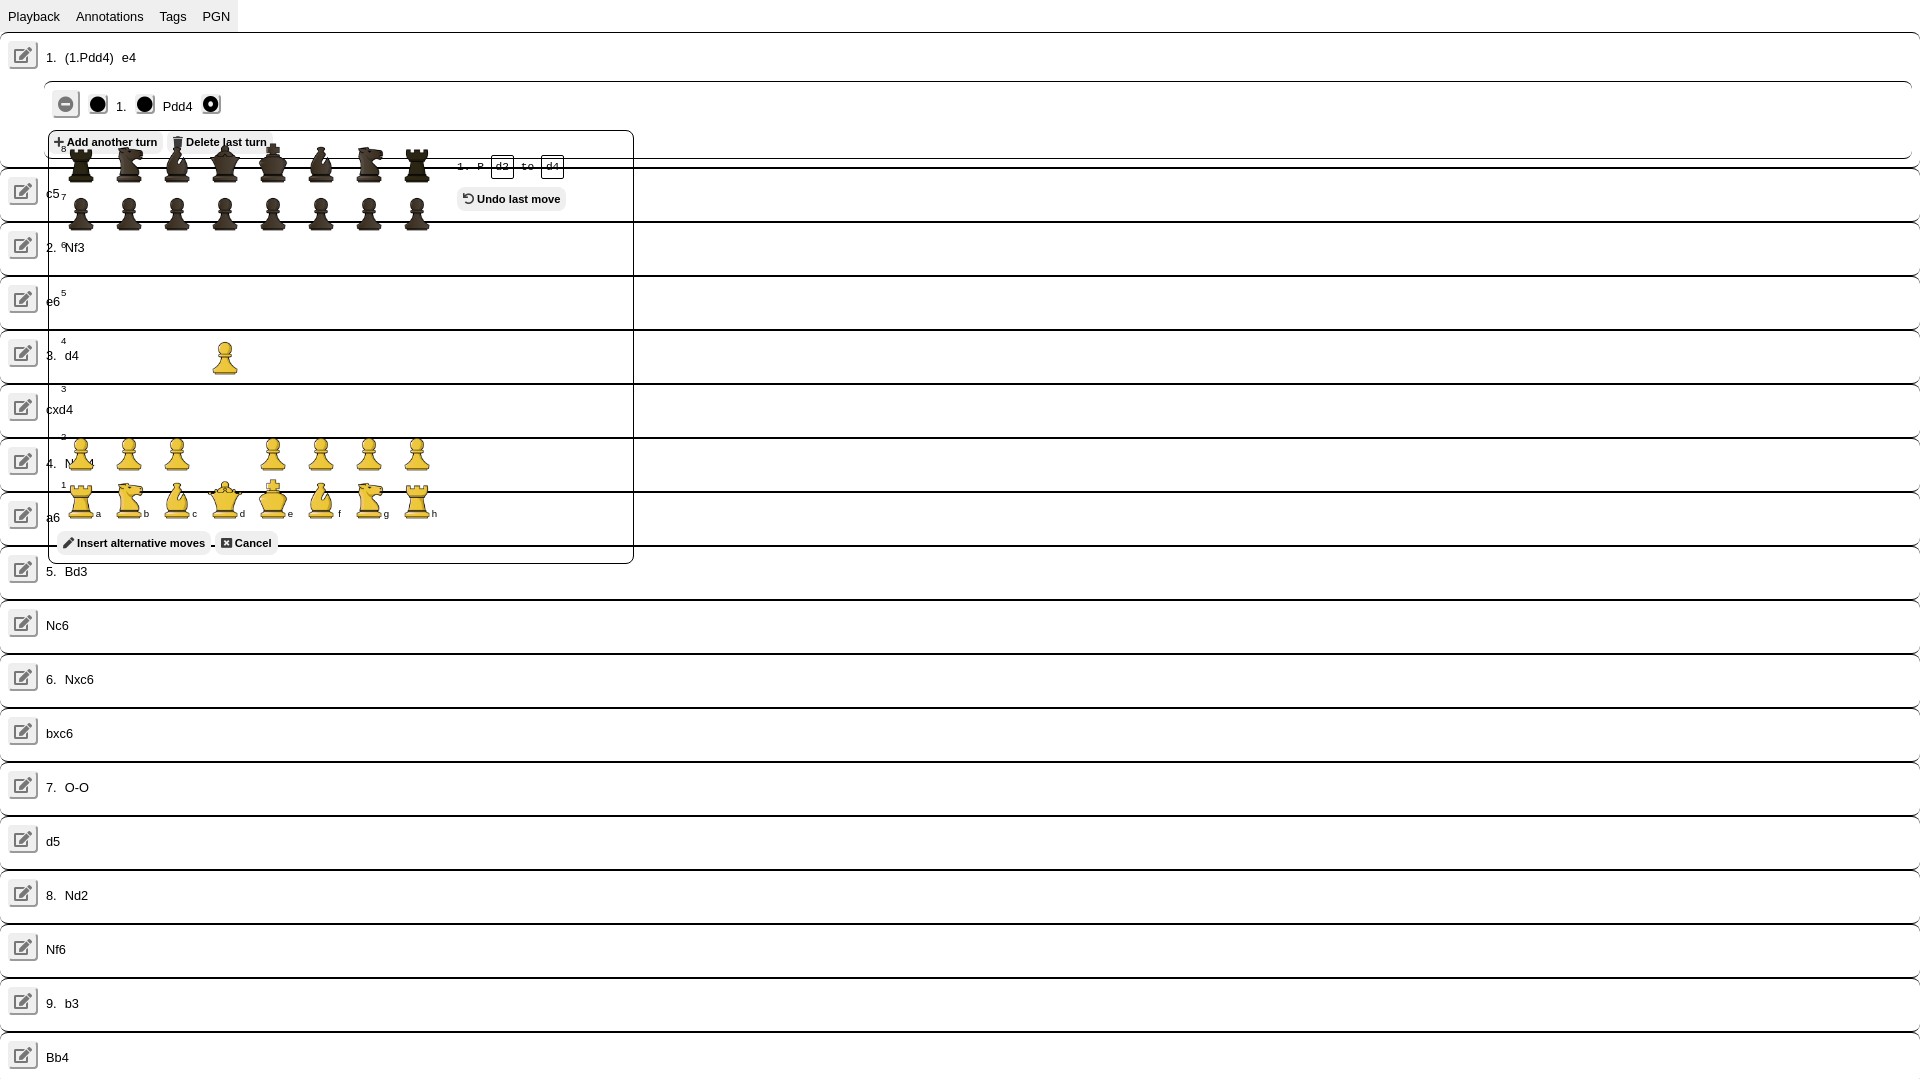 Playback Annotations Tags PGN
1. (1.Pdd4) e4
1. Pdd4
Add another turn Delete last turn
8
1. P d2 to d4
c5
7
Undo last move
2. Nf3
6
e6
5
3. d4
4
cxd4
3
4.
2
a6
1
a b c d e f g h
Insert alternative moves Cancel
5. Bd3
Nc6
6. Nxc6
bxc6
7. O-O
d5
8. Nd2
Nf6
9. b3
Bb4